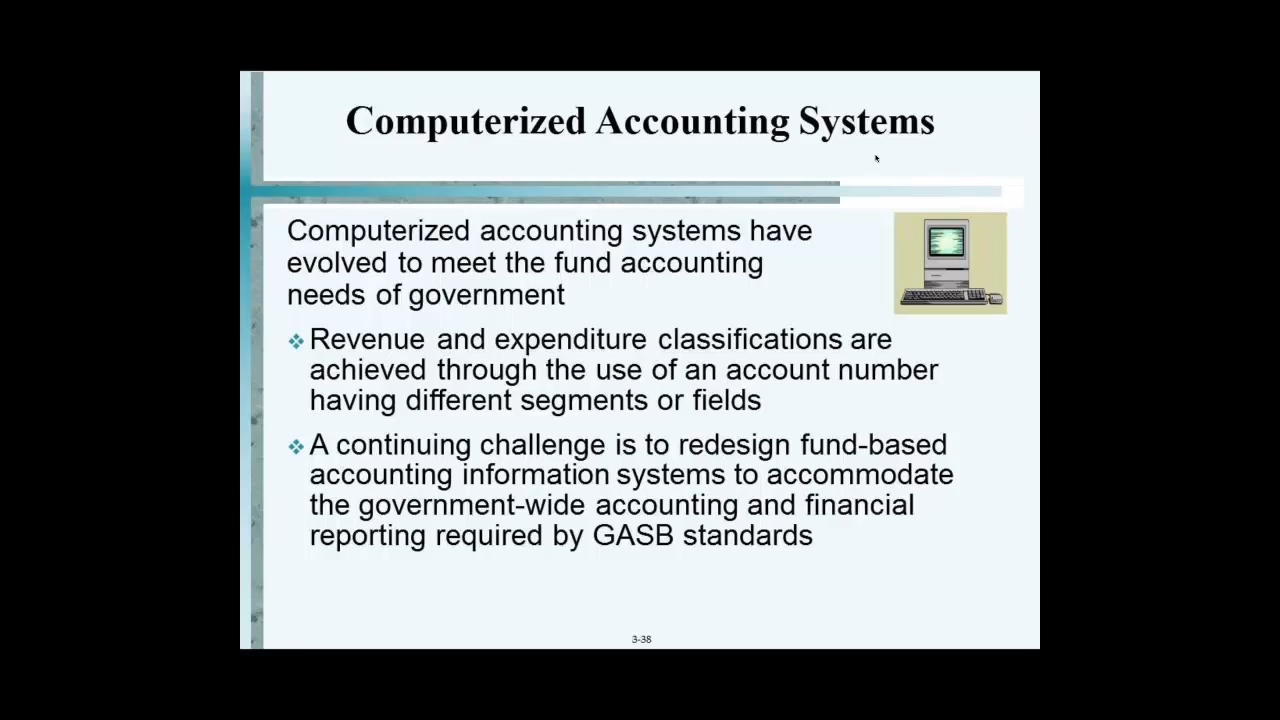 Computerized Accounting Systems
Computerized accounting systems have
evolved to meet the fund accounting
needs of government
Revenue and expenditure classifications are
achieved through the use of an account number
having different segments or fields
A continuing challenge is to redesign fund-based
accounting information systems to accommodate
the government-wide accounting and financial
reporting required by GASB standards
3-38